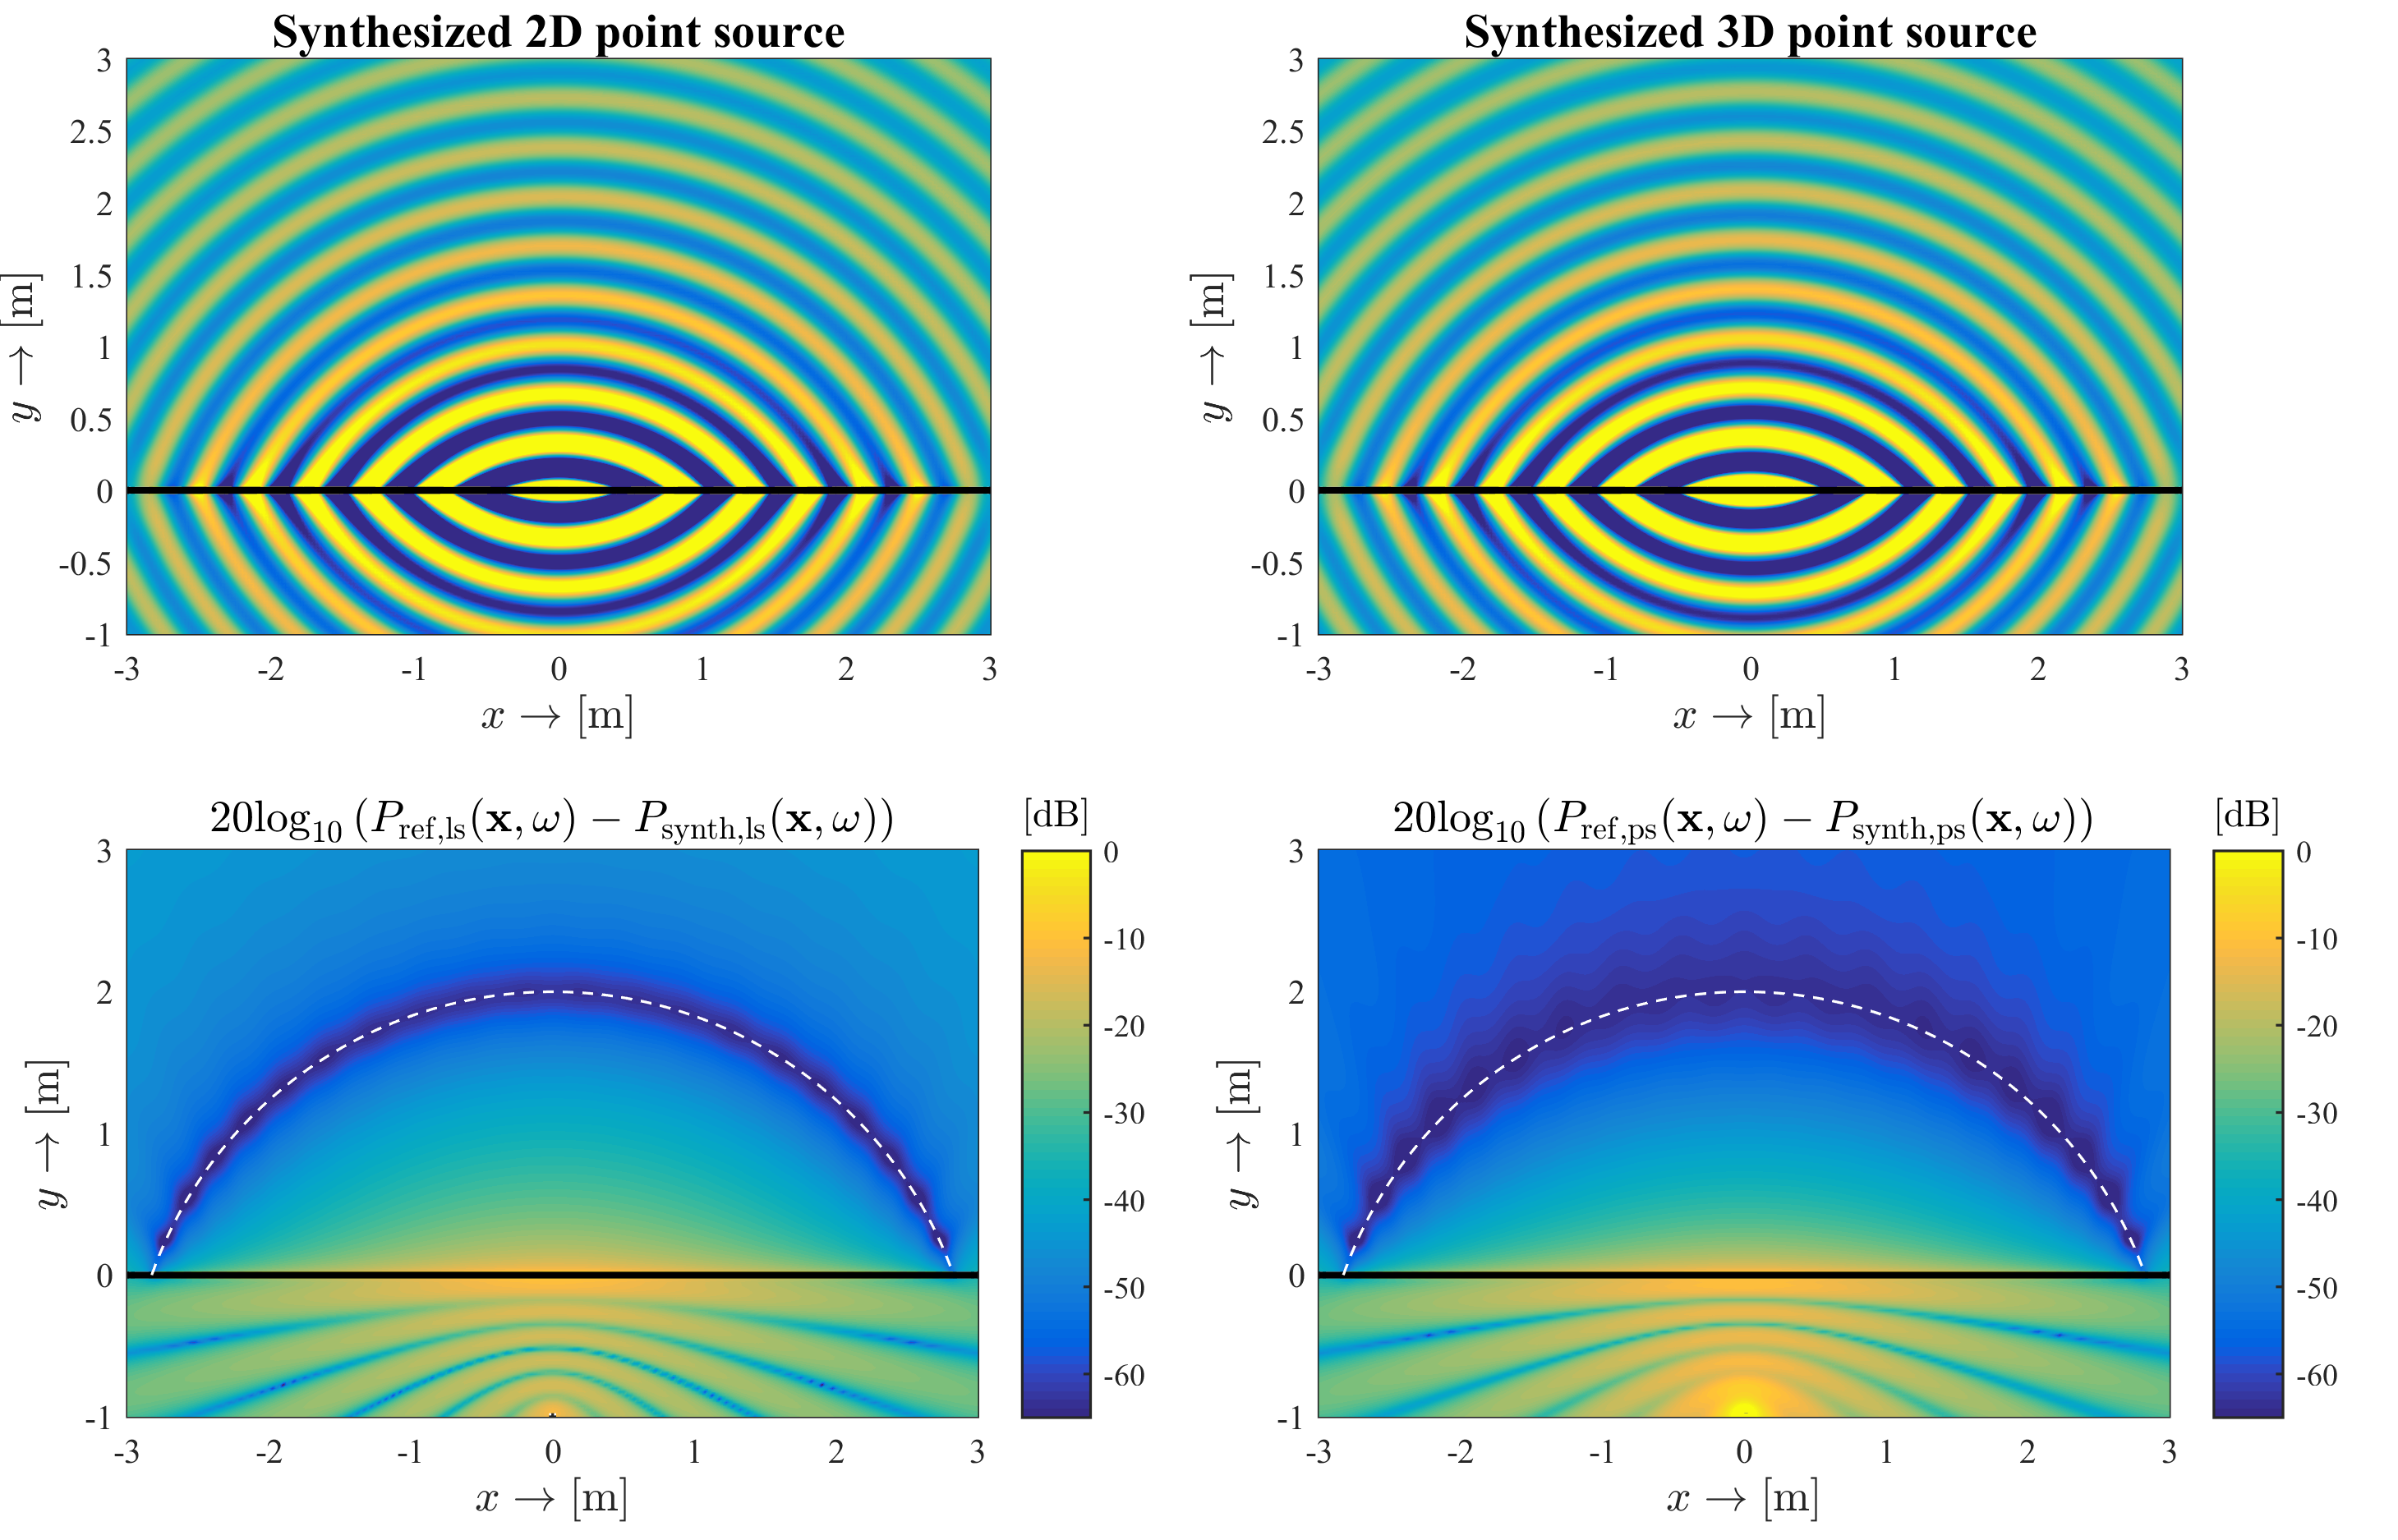 Synthesized 2D point source
3
2.5
2
1.5
1
0.5
0
-0.5
-1
y → [m]
-3 -2 -1 0 1 2 3
x → [m]
Synthesized 3D point source
3
2.5
2
1.5
1
0.5
0
-0.5
-1
y → [m]
-3 -2 -1 0 1 2 3
x → [m]
20log₁₀ (P_ref,ls(x, ω) − P_synth,ls(x, ω))
[dB]
3
2
1
0
-1
y → [m]
-3 -2 -1 0 1 2 3
x → [m]
0
-10
-20
-30
-40
-50
-60
20log₁₀ (P_ref,ps(x, ω) − P_synth,ps(x, ω))
[dB]
3
2
1
0
-1
y → [m]
-3 -2 -1 0 1 2 3
x → [m]
0
-10
-20
-30
-40
-50
-60